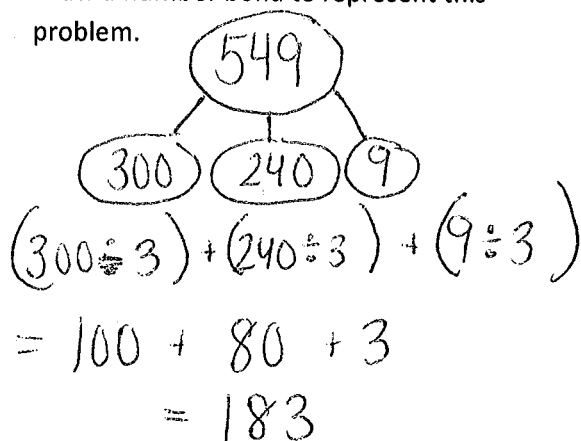 problem.
549
300 240 9
(300÷3) + (240÷3) + (9÷3)
= 100 + 80 + 3
= 183